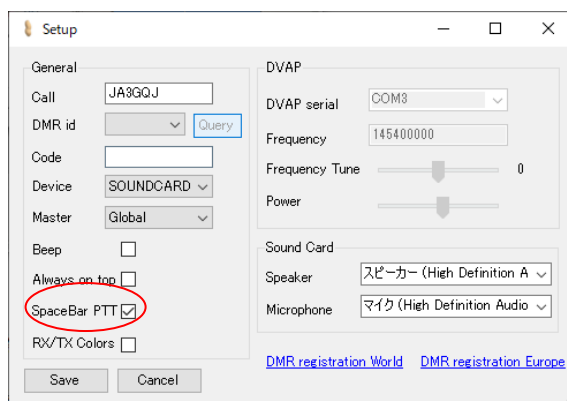 Setup
General
Call JA3GQJ
DMR id Query
Code
Device SOUNDCARD
Master Global
Beep
Always on top
SpaceBar PTT
RX/TX Colors
Save Cancel
DVAP
DVAP serial COM3
Frequency 145400000
Frequency Tune 0
Power
Sound Card
Speaker スピーカー (High Definition A
Microphone マイク (High Definition Audio
DMR registration World DMR registration Europe